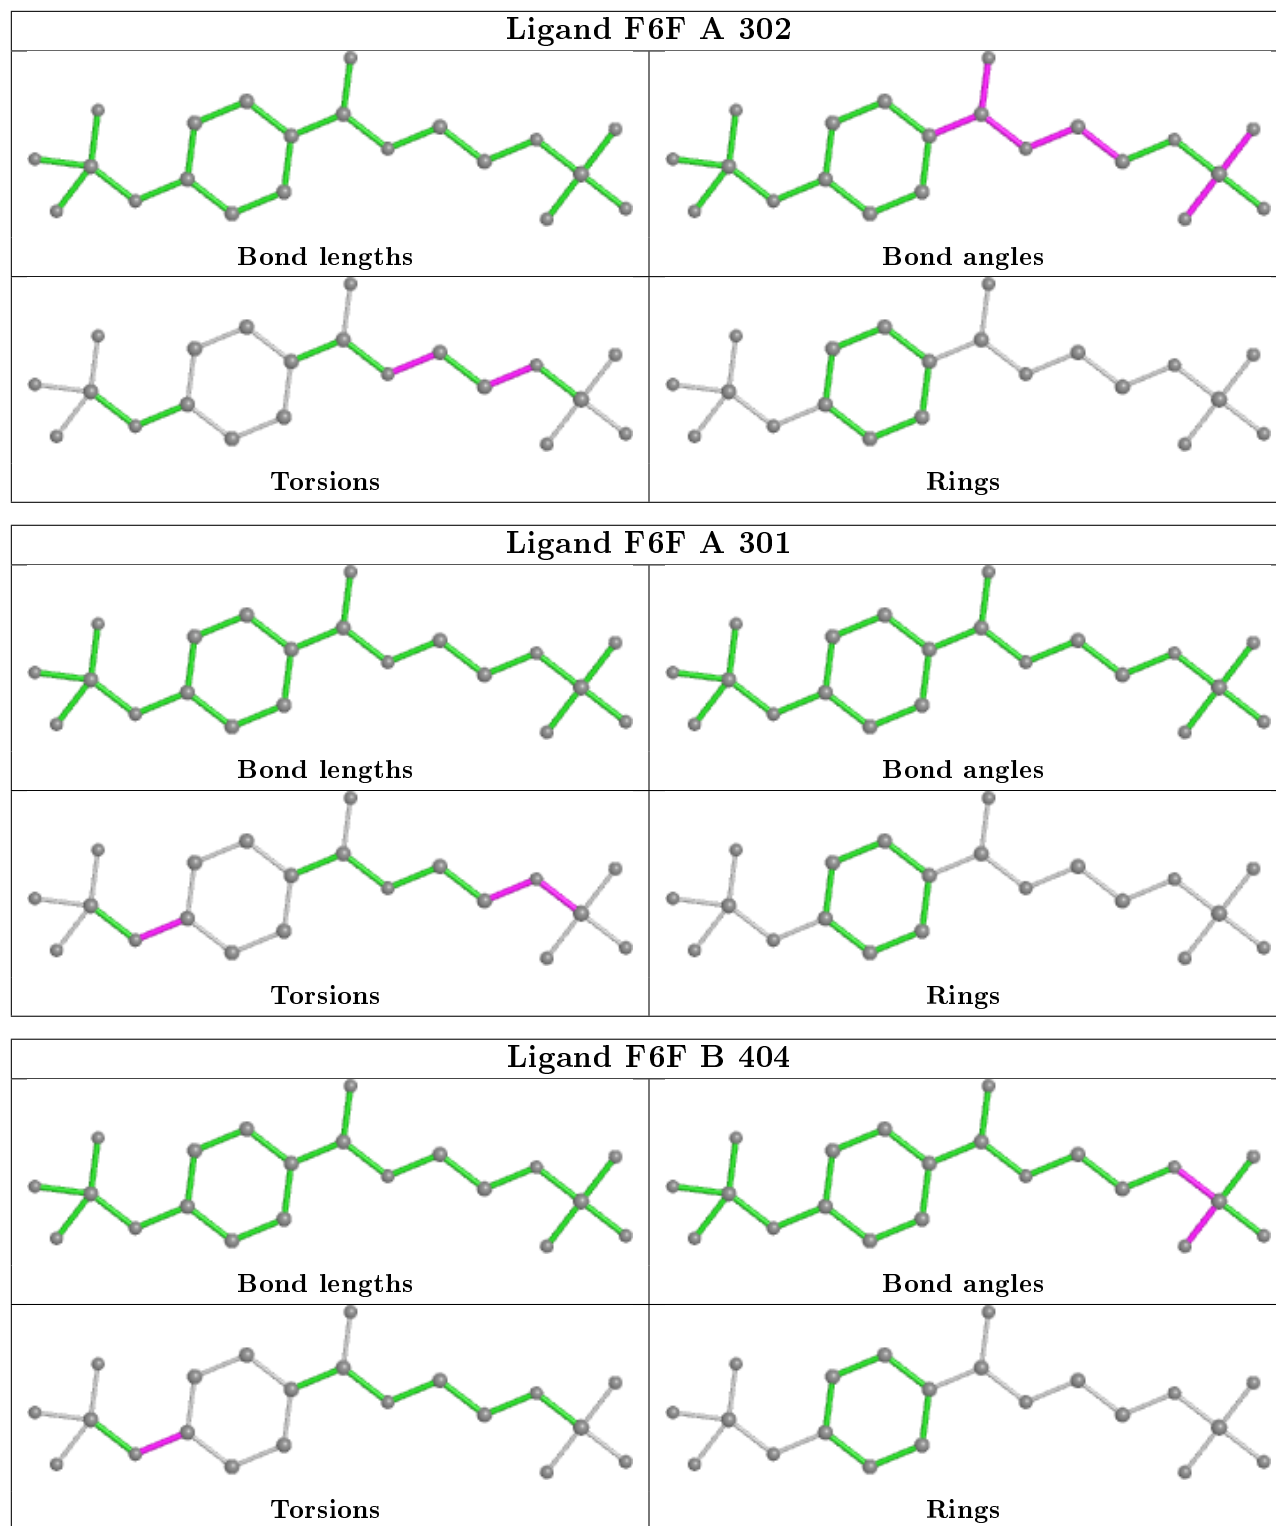 Ligand F6F A 302
Bond lengths
Bond angles
Torsions
Rings
Ligand F6F A 301
Bond lengths
Bond angles
Torsions
Rings
Ligand F6F B 404
Bond lengths
Bond angles
Torsions
Rings